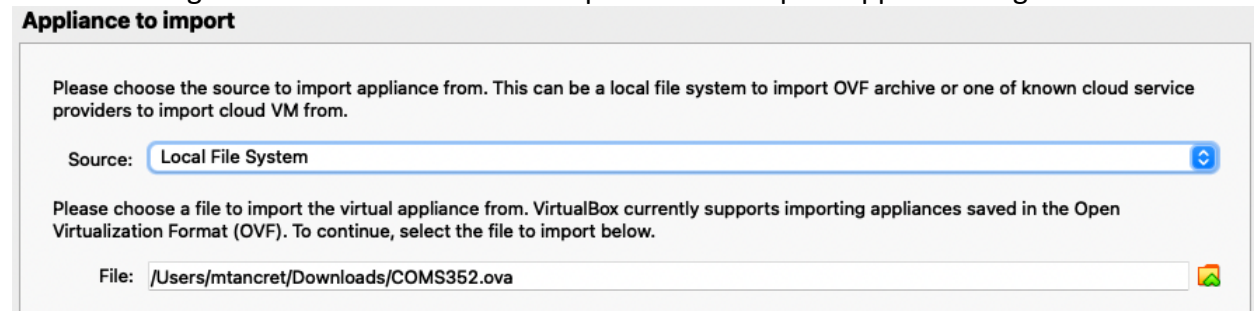 Appliance to import
Please choose the source to import appliance from. This can be a local file system to import OVF archive or one of known cloud service
providers to import cloud VM from.
Source: Local File System
Please choose a file to import the virtual appliance from. VirtualBox currently supports importing appliances saved in the Open
Virtualization Format (OVF). To continue, select the file to import below.
File: /Users/mtancret/Downloads/COMS352.ova